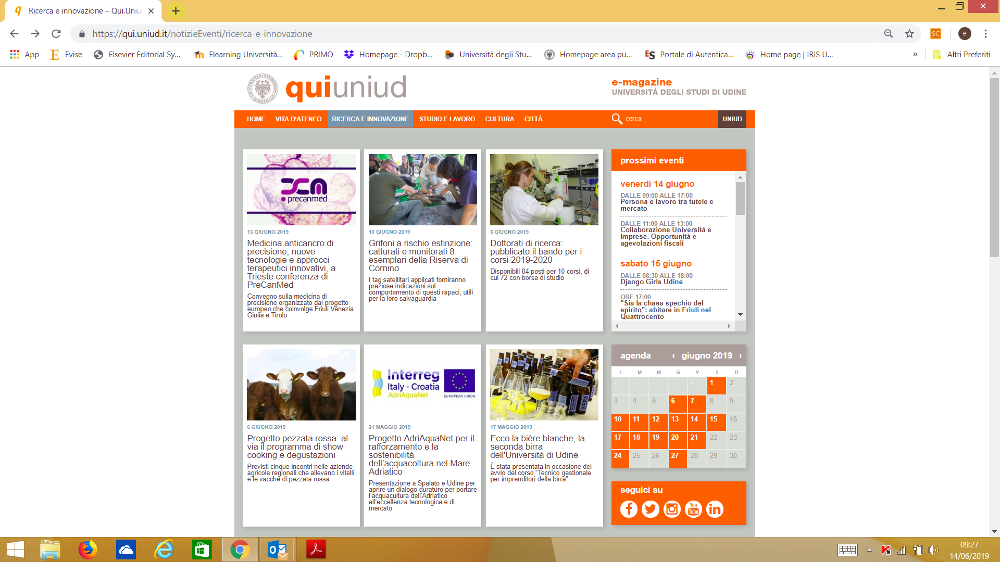 Ricerca e innovazione – Qui.Uniu
https://qui.uniud.it/notizieEventi/ricerca-e-innovazione
SC
e
App
Evise
Elsevier Editorial Sy...
Elearning Università...
PRIMO
Homepage - Dropb...
Università degli Stu...
Homepage area pu...
Portale di Autentica...
Home page | IRIS U...
»
Altri Preferiti
quiuniud
e-magazine
UNIVERSITÀ DEGLI STUDI DI UDINE
HOME VITA D'ATENEO RICERCA E INNOVAZIONE STUDIO E LAVORO CULTURA CITTÀ cerca UNIUD
precanmed
13 GIUGNO 2019
Medicina anticancro di
precisione, nuove
tecnologie e approcci
terapeutici innovativi, a
Trieste conferenza di
PreCanMed
Convegno sulla medicina di
precisione organizzato dal progetto
europeo che coinvolge Friuli Venezia
Giulia e Tirolo
10 GIUGNO 2019
Grifoni a rischio estinzione:
catturati e monitorati 8
esemplari della Riserva di
Cornino
I tag satellitari applicati forniranno
preziose indicazioni sul
comportamento di questi rapaci, utili
per la loro salvaguardia
6 GIUGNO 2019
Dottorati di ricerca:
pubblicato il bando per i
corsi 2019-2020
Disponibili 84 posti per 10 corsi, di
cui 72 con borsa di studio
prossimi eventi
venerdì 14 giugno
DALLE 09:00 ALLE 17:00
Persona e lavoro tra tutele e
mercato
DALLE 11:00 ALLE 13:00
Collaborazione Università e
Imprese. Opportunità e
agevolazioni fiscali
sabato 15 giugno
DALLE 08:30 ALLE 18:00
Django Girls Udine
ORE 17:00
"Sia la chasa spechio del
spirito": abitare in Friuli nel
Quattrocento
6 GIUGNO 2019
Progetto pezzata rossa: al
via il programma di show
cooking e degustazioni
Previsti cinque incontri nelle aziende
agricole regionali che allevano i vitelli
e le vacche di pezzata rossa
Interreg
Italy - Croatia
AdriAquaNet
EUROPEAN UNION
21 MAGGIO 2019
Progetto AdriAquaNet per il
rafforzamento e la
sostenibilità
dell'acquacoltura nel Mare
Adriatico
Presentazione a Spalato e Udine per
aprire un dialogo duraturo per portare
l'acquacultura dell'Adriatico
all'eccellenza tecnologica e di
mercato
BIRRA
17 MAGGIO 2019
Ecco la bière blanche, la
seconda birra
dell'Università di Udine
È stata presentata in occasione del
avvio del corso “Tecnico gestionale
per imprenditori della birra”
agenda ‹ giugno 2019 ›
L M M G V S D
- - - - - 1 2
3 4 5 6 7 8 9
10 11 12 13 14 15 16
17 18 19 20 21 22 23
24 25 26 27 28 29 30
seguici su
You
Tube
in
09:27
14/06/2019